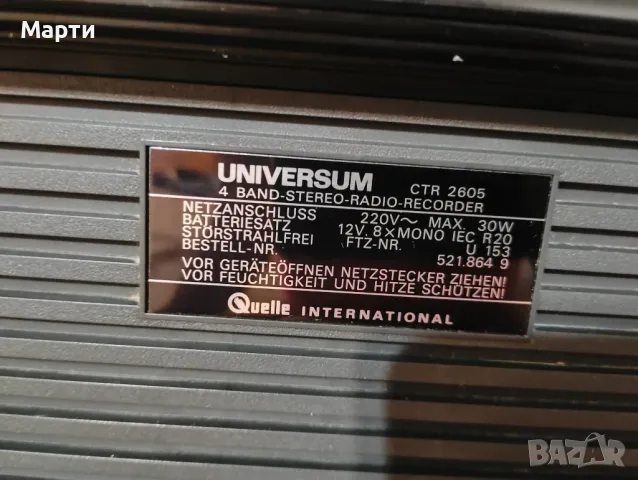 Марти
UNIVERSUM CTR 2605
4 BAND-STEREO-RADIO-RECORDER
NETZANSCHLUSS 220V～ MAX. 30W
BATTERIESATZ 12V. 8×MONO IEC R20
STÖRSTRAHLFREI FTZ-NR. U 153
BESTELL-NR. 521.864 9
VOR GERÄTEÖFFNEN NETZSTECKER ZIEHEN!
VOR FEUCHTIGKEIT UND HITZE SCHÜTZEN!
Quelle INTERNATIONAL
BAZAR